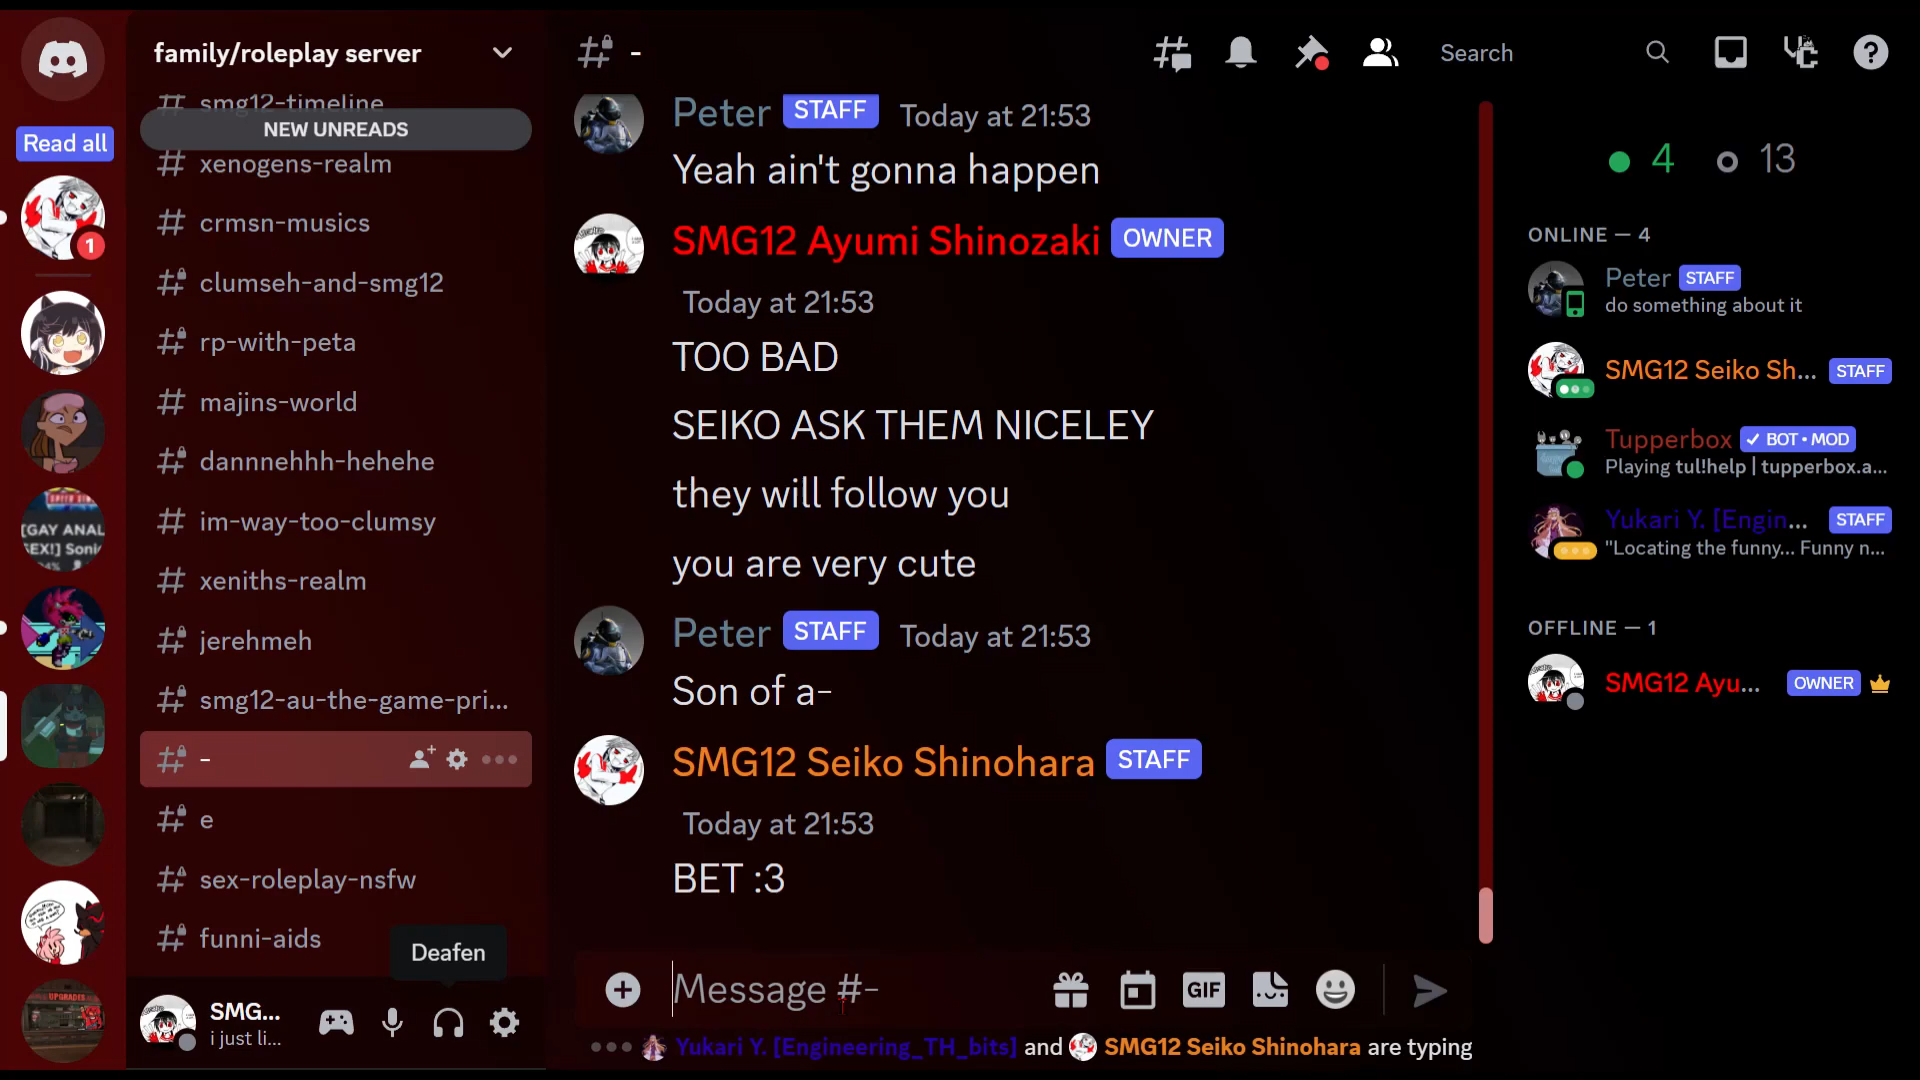 family/roleplay server
smg12-timeline
NEW UNREADS
Read all
xenogens-realm
crmsn-musics
1
clumseh-and-smg12
rp-with-peta
majins-world
dannnehhh-hehehe
im-way-too-clumsy
[GAY ANAL
xeniths-realm
jerehmeh
smg12-au-the-game-pri...
-
e
sex-roleplay-nsfw
funni-aids
Deafen
UPGRADES
SMG...
i just li...
-
Search
Peter STAFF Today at 21:53
Yeah ain't gonna happen
SMG12 Ayumi Shinozaki OWNER
Today at 21:53
TOO BAD
SEIKO ASK THEM NICELEY
they will follow you
you are very cute
Peter STAFF Today at 21:53
Son of a-
SMG12 Seiko Shinohara STAFF
Today at 21:53
BET :3
Message #-
GIF
Yukari Y. [Engineering_TH_bits] and SMG12 Seiko Shinohara are typing
4 13
ONLINE — 4
Peter STAFF
do something about it
SMG12 Seiko Sh... STAFF
Tupperbox ✓ BOT • MOD
Playing tul!help | tupperbox.a...
Yukari Y. [Engin... STAFF
"Locating the funny... Funny n...
OFFLINE — 1
SMG12 Ayu... OWNER